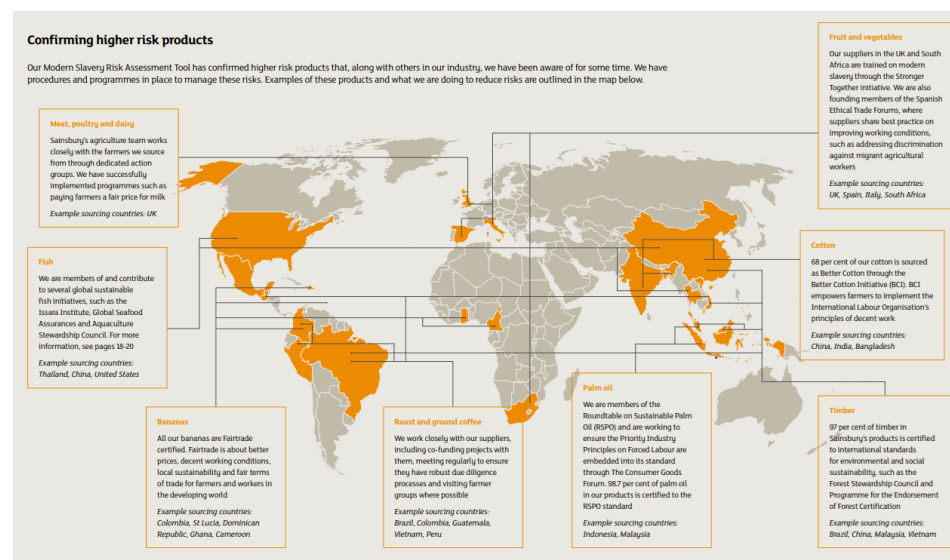 Confirming higher risk products
Our Modern Slavery Risk Assessment Tool has confirmed higher risk products that, along with others in our industry, we have been aware of for some time. We have
procedures and programmes in place to manage these risks. Examples of these products and what we are doing to reduce risks are outlined in the map below.
Meat, poultry and dairy
Sainsbury's agriculture team works
closely with the farmers we source
from through dedicated action
groups. We have successfully
implemented programmes such as
paying farmers a fair price for milk
Example sourcing countries: UK
Fish
We are members of and contribute
to several global sustainable
fish initiatives, such as the
Issara Institute, Global Seafood
Assurances and Aquaculture
Stewardship Council. For more
information, see pages 18-20
Example sourcing countries:
Thailand, China, United States
Bananas
All our bananas are Fairtrade
certified. Fairtrade is about better
prices, decent working conditions,
local sustainability and fair terms
of trade for farmers and workers in
the developing world
Example sourcing countries:
Colombia, St Lucia, Dominican
Republic, Ghana, Cameroon
Roast and ground coffee
We work closely with our suppliers,
including co-funding projects with
them, meeting regularly to ensure
they have robust due diligence
processes and visiting farmer
groups where possible
Example sourcing countries:
Brazil, Colombia, Guatemala,
Vietnam, Peru
Palm oil
We are members of the
Roundtable on Sustainable Palm
Oil (RSPO) and are working to
ensure the Priority Industry
Principles on Forced Labour are
embedded into its standard
through The Consumer Goods
Forum. 98.7 per cent of palm oil
in our products is certified to the
RSPO standard
Example sourcing countries:
Indonesia, Malaysia
Fruit and vegetables
Our suppliers in the UK and South
Africa are trained on modern
slavery through the Stronger
Together initiative. We are also
founding members of the Spanish
Ethical Trade Forums, where
suppliers share best practice on
improving working conditions,
such as addressing discrimination
against migrant agricultural
workers
Example sourcing countries:
UK, Spain, Italy, South Africa
Cotton
68 per cent of our cotton is sourced
as Better Cotton through the
Better Cotton Initiative (BCI). BCI
empowers farmers to implement the
International Labour Organisation's
principles of decent work
Example sourcing countries:
China, India, Bangladesh
Timber
97 per cent of timber in
Sainsbury's products is certified
to international standards
for environmental and social
sustainability, such as the
Forest Stewardship Council and
Programme for the Endorsement
of Forest Certification
Example sourcing countries:
Brazil, China, Malaysia, Vietnam